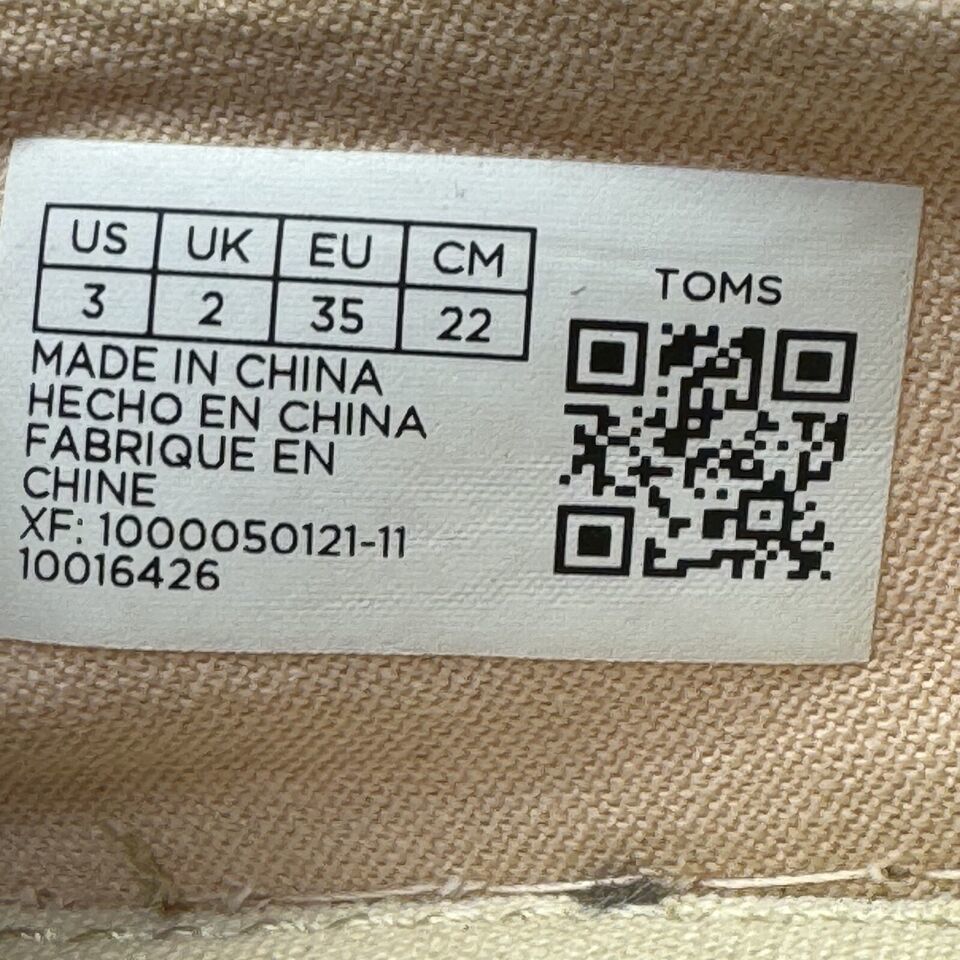 US UK EU CM
3 2 35 22
MADE IN CHINA
HECHO EN CHINA
FABRIQUE EN
CHINE
XF: 1000050121-11
10016426
TOMS